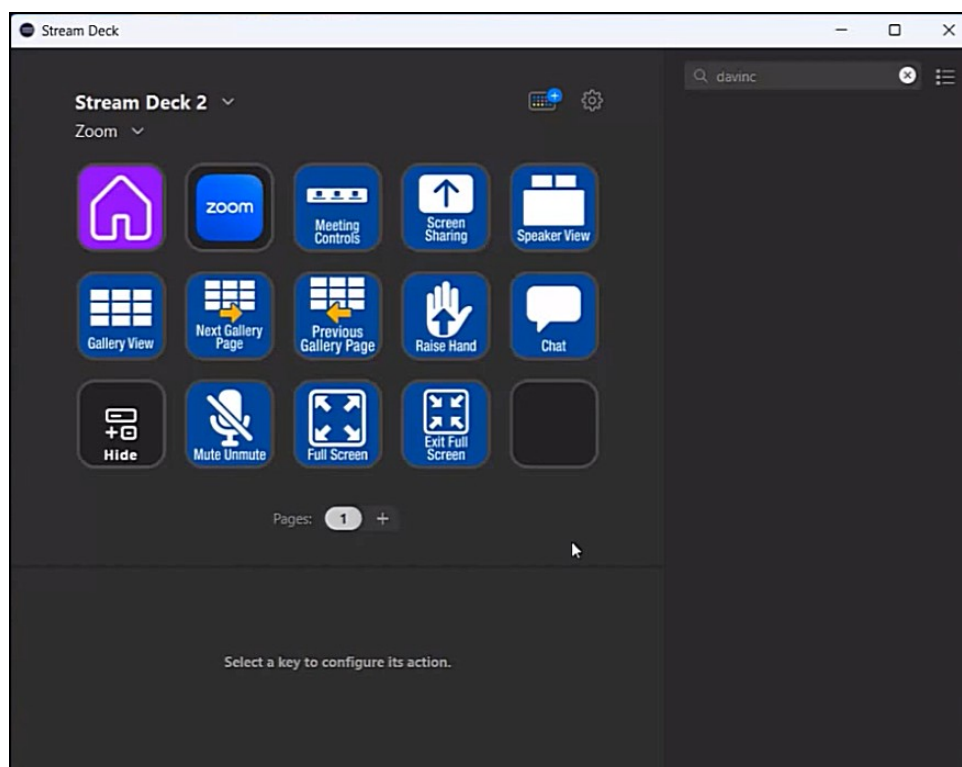 Stream Deck
davinc
Stream Deck 2
Zoom
zoom
Meeting
Controls
Screen
Sharing
Speaker View
Gallery View
Next Gallery
Page
Previous
Gallery Page
Raise Hand
Chat
Hide
Mute Unmute
Full Screen
Exit Full
Screen
Pages: 1 +
Select a key to configure its action.